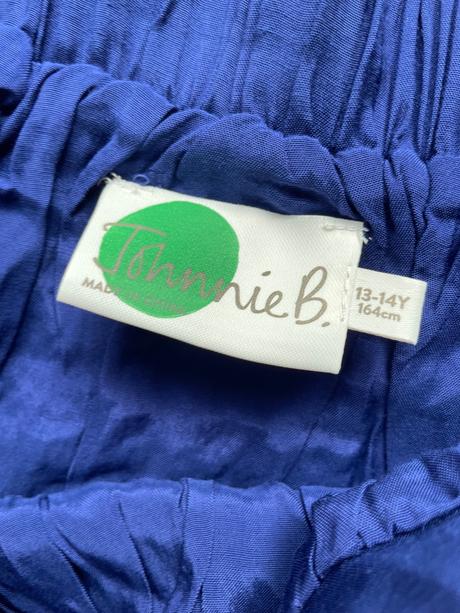 Johnnie B.
MADE IN CHINA
13-14Y
164cm